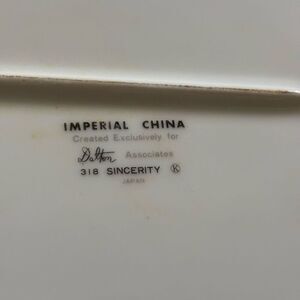 IMPERIAL CHINA
Created Exclusively for
Dalton Associates
318 SINCERITY Ⓚ
JAPAN